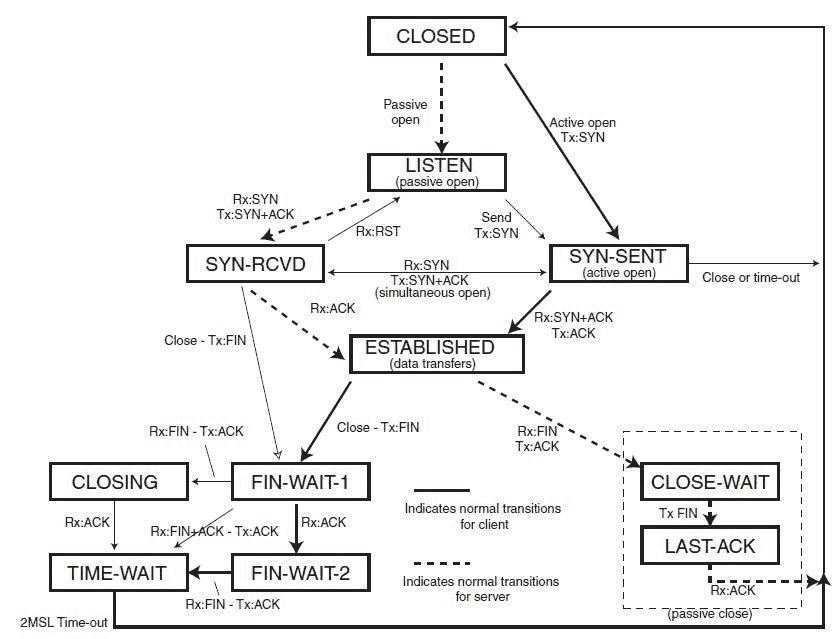 CLOSED
Passive
open
Active open
Tx:SYN
LISTEN
(passive open)
Rx:SYN
Tx:SYN+ACK
Rx:RST
Send
Tx:SYN
SYN-RCVD
Rx:SYN
Tx:SYN+ACK
(simultaneous open)
SYN-SENT
(active open)
Close or time-out
Rx:ACK
Rx:SYN+ACK
Tx:ACK
Close - Tx:FIN
ESTABLISHED
(data transfers)
Rx:FIN - Tx:ACK
Close - Tx:FIN
Rx:FIN
Tx:ACK
CLOSING
FIN-WAIT-1
CLOSE-WAIT
Indicates normal transitions
for client
Tx FIN
Rx:ACK
Rx:FIN+ACK - Tx:ACK
Rx:ACK
LAST-ACK
TIME-WAIT
FIN-WAIT-2
Indicates normal transitions
for server
Rx:ACK
Rx:FIN - Tx:ACK
(passive close)
2MSL Time-out